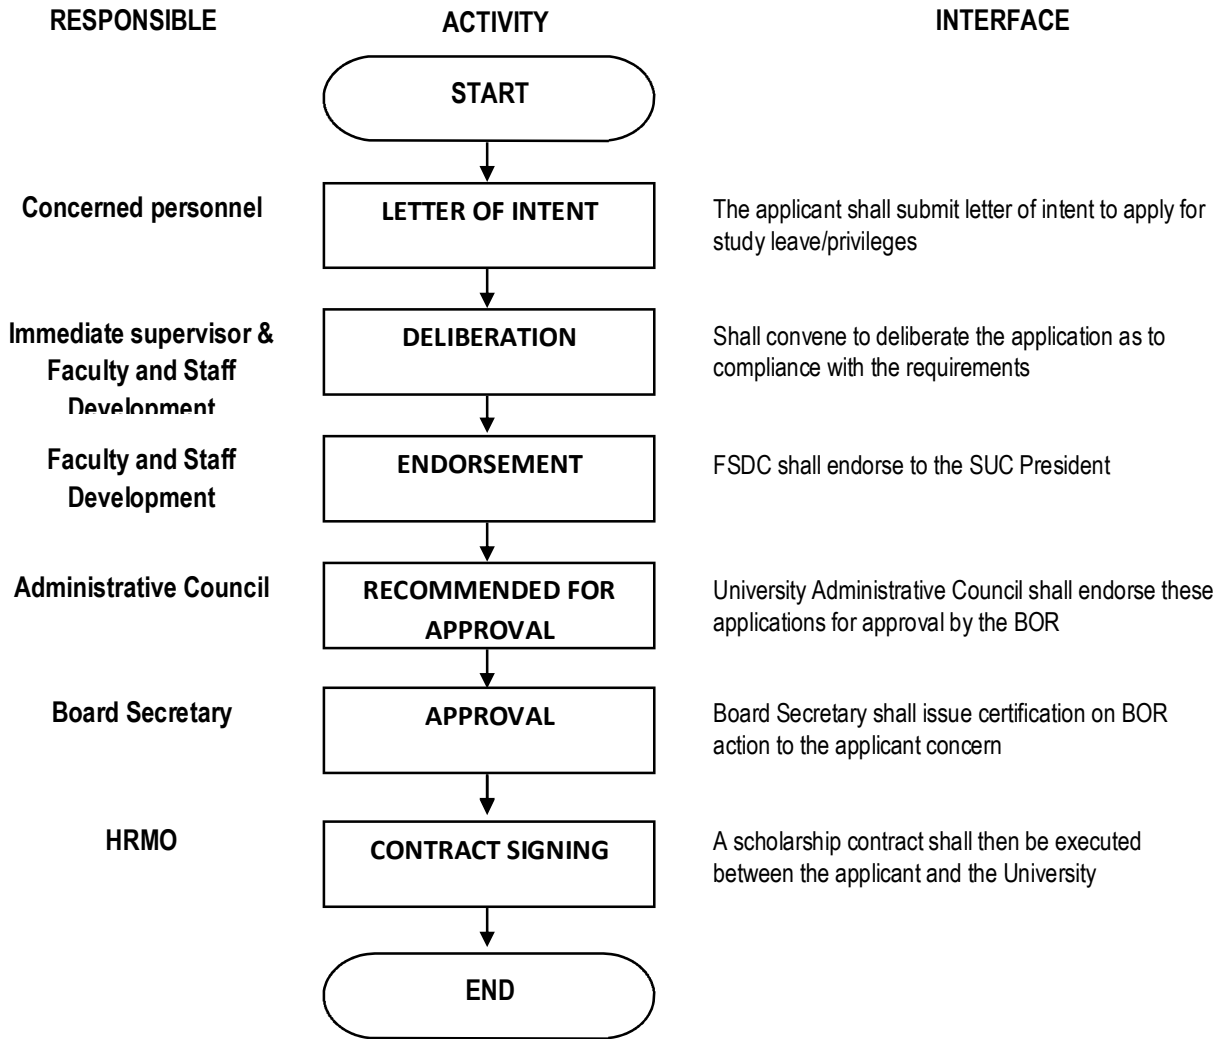 RESPONSIBLE ACTIVITY INTERFACE
START
Concerned personnel
LETTER OF INTENT
The applicant shall submit letter of intent to apply for
study leave/privileges
Immediate supervisor &
Faculty and Staff
Development
DELIBERATION
Shall convene to deliberate the application as to
compliance with the requirements
Faculty and Staff
Development
ENDORSEMENT
FSDC shall endorse to the SUC President
Administrative Council
RECOMMENDED FOR
APPROVAL
University Administrative Council shall endorse these
applications for approval by the BOR
Board Secretary
APPROVAL
Board Secretary shall issue certification on BOR
action to the applicant concern
HRMO
CONTRACT SIGNING
A scholarship contract shall then be executed
between the applicant and the University
END